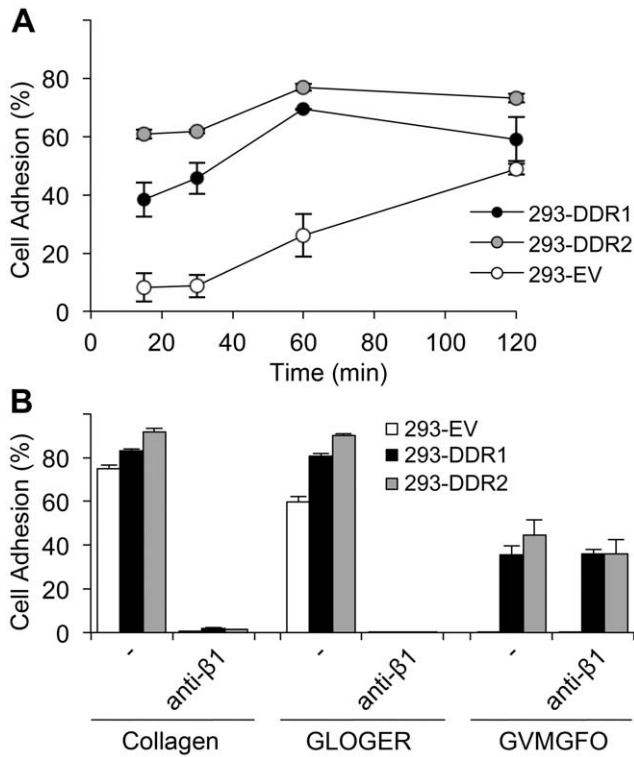 A
Cell Adhesion (%)
80
60
40
20
0
0 20 40 60 80 100 120
Time (min)
293-DDR1
293-DDR2
293-EV
B
Cell Adhesion (%)
80
60
40
20
0
293-EV
293-DDR1
293-DDR2
- anti-β1 - anti-β1 - anti-β1
Collagen GLOGER GVMGFO